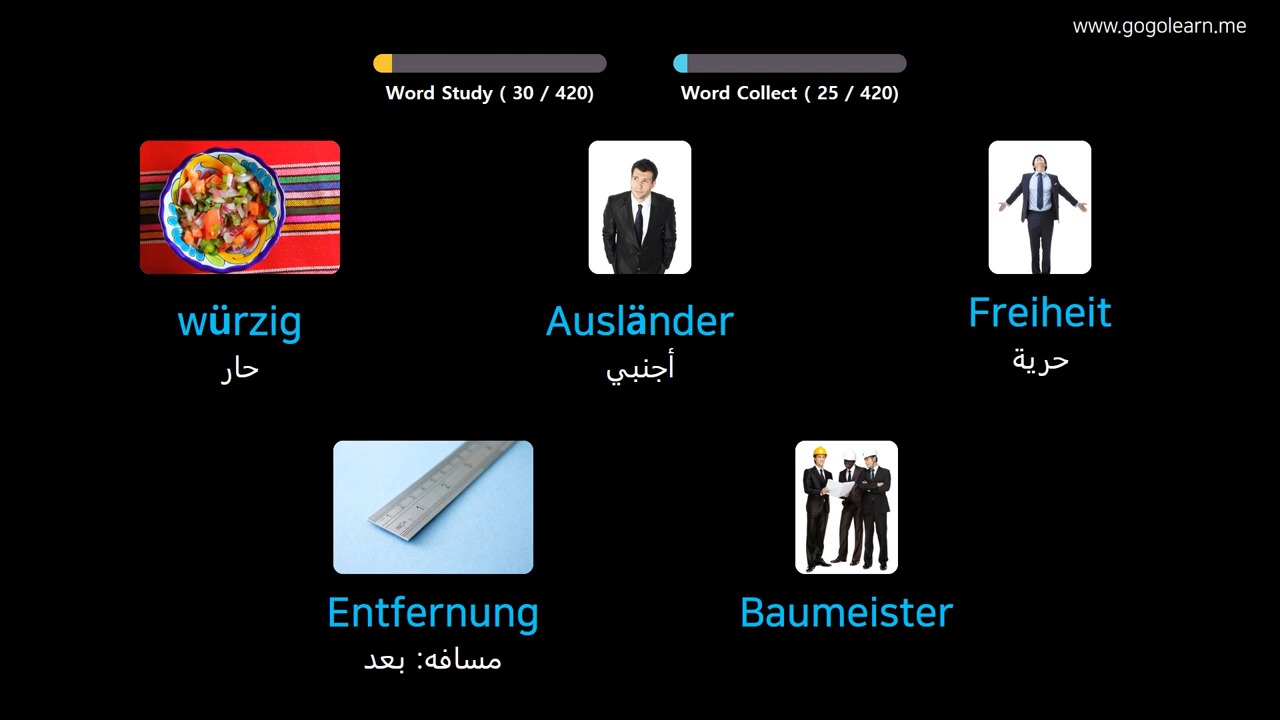 www.gogolearn.me
Word Study ( 30 / 420)
Word Collect ( 25 / 420)
würzig
حار
Ausländer
أجنبي
Freiheit
حرية
Entfernung
مسافه: بعد
Baumeister